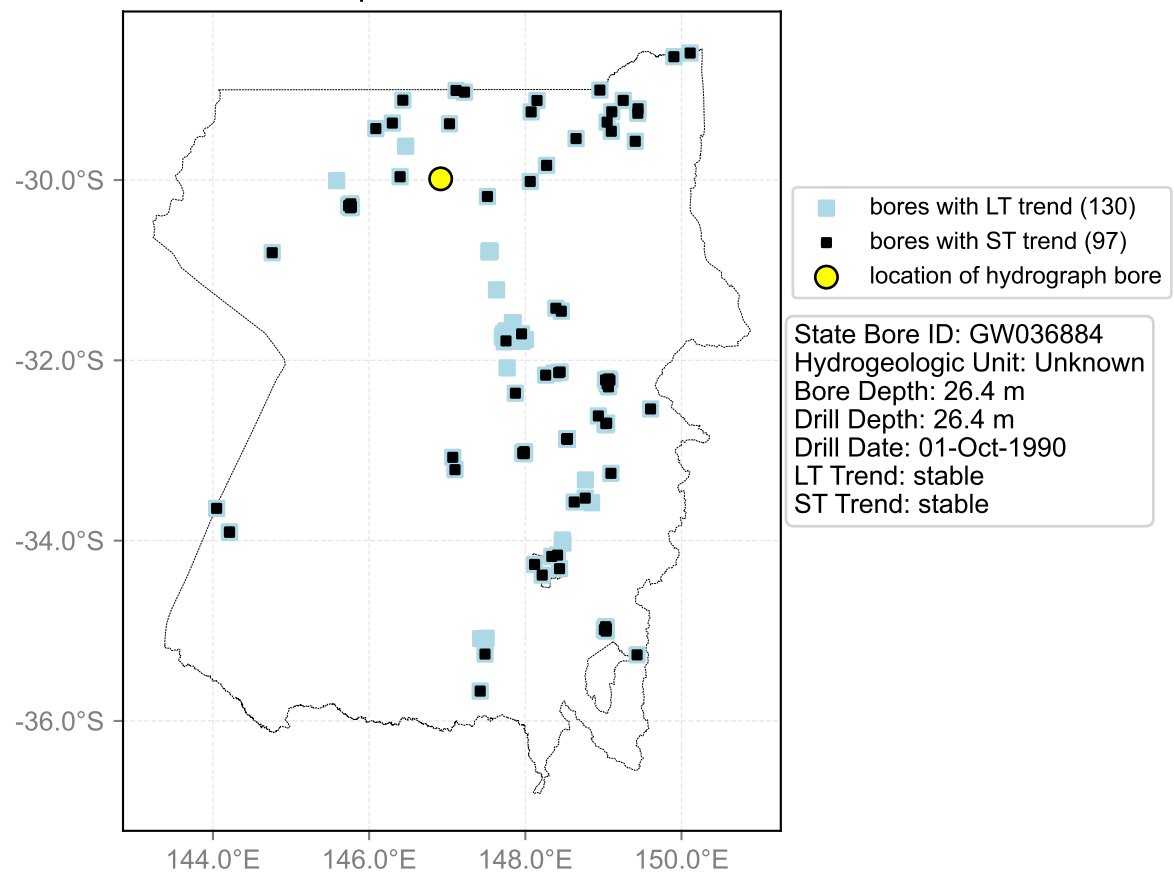 -30.0°S
-32.0°S
-34.0°S
-36.0°S
144.0°E
146.0°E
148.0°E
150.0°E
bores with LT trend (130)
bores with ST trend (97)
location of hydrograph bore
State Bore ID: GW036884
Hydrogeologic Unit: Unknown
Bore Depth: 26.4 m
Drill Depth: 26.4 m
Drill Date: 01-Oct-1990
LT Trend: stable
ST Trend: stable